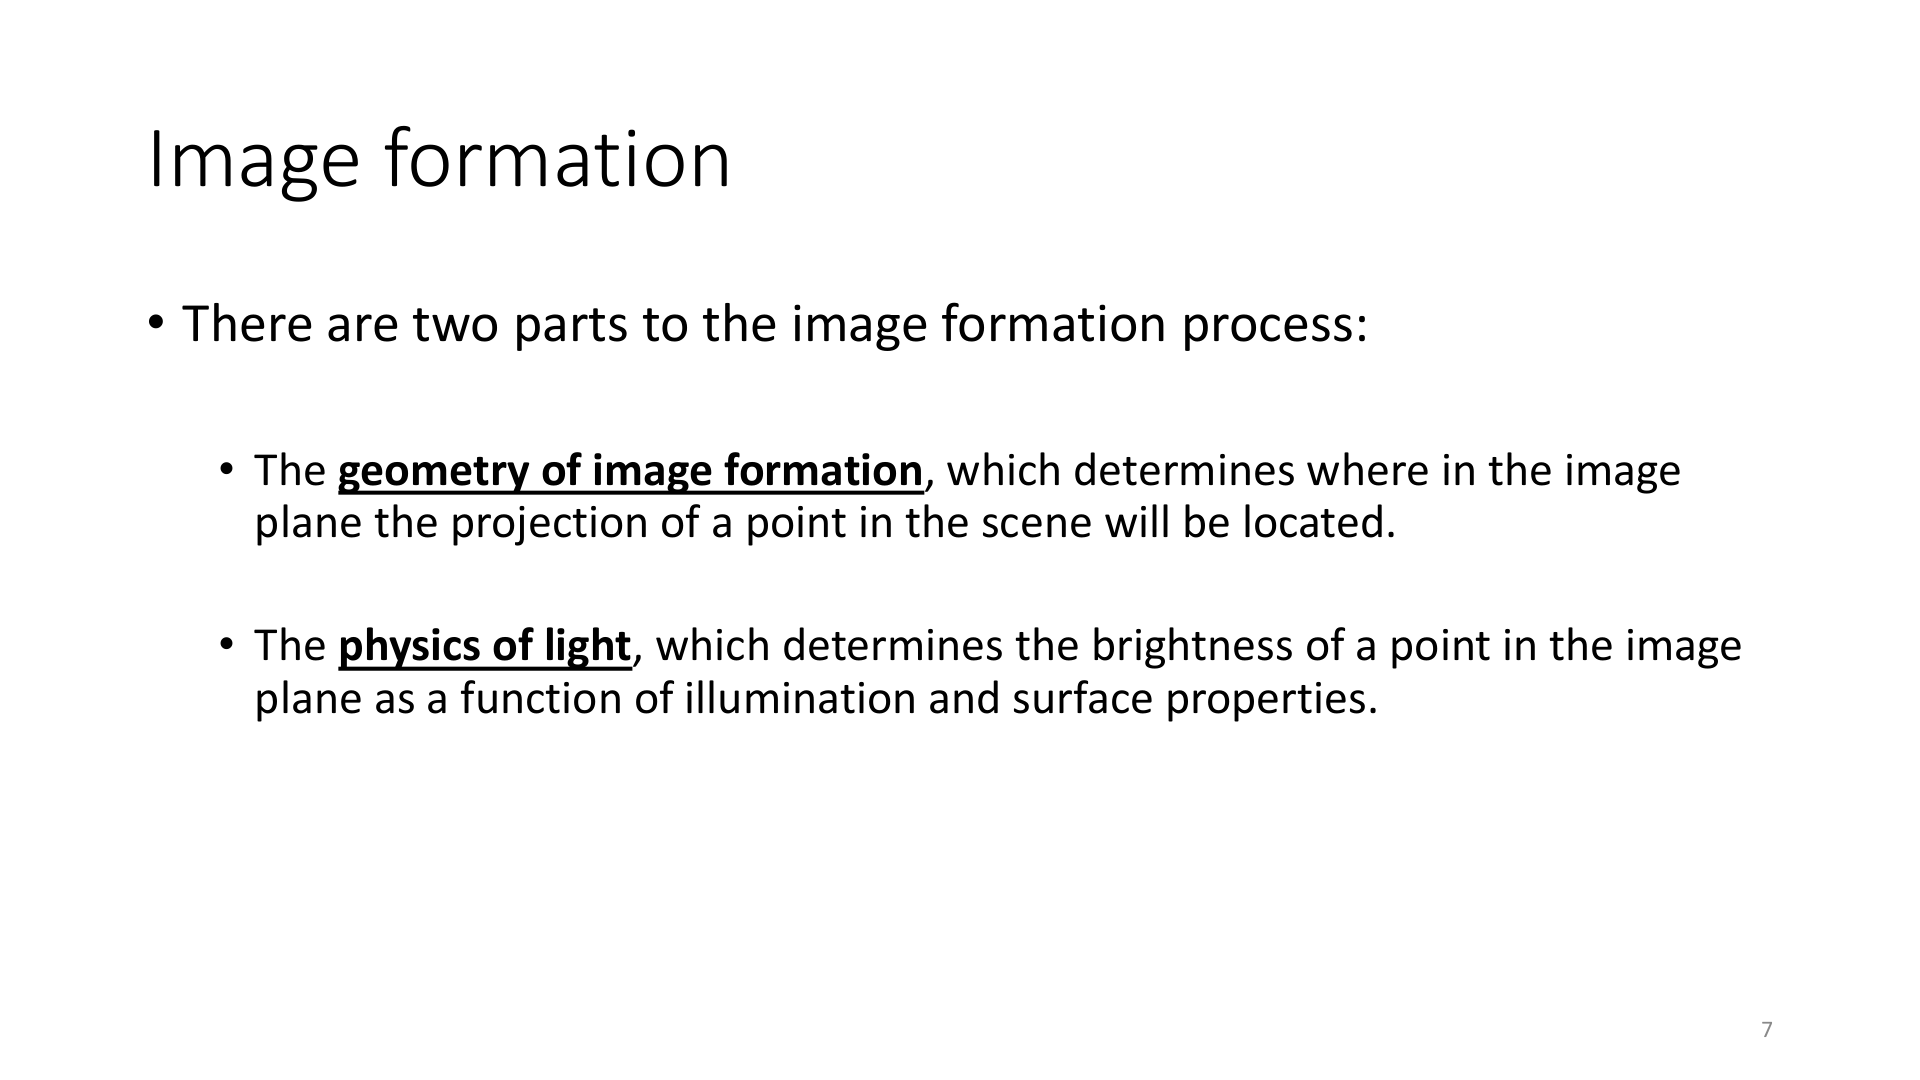 Image formation
• There are two parts to the image formation process:
• The geometry of image formation, which determines where in the image
plane the projection of a point in the scene will be located.
• The physics of light, which determines the brightness of a point in the image
plane as a function of illumination and surface properties.
7